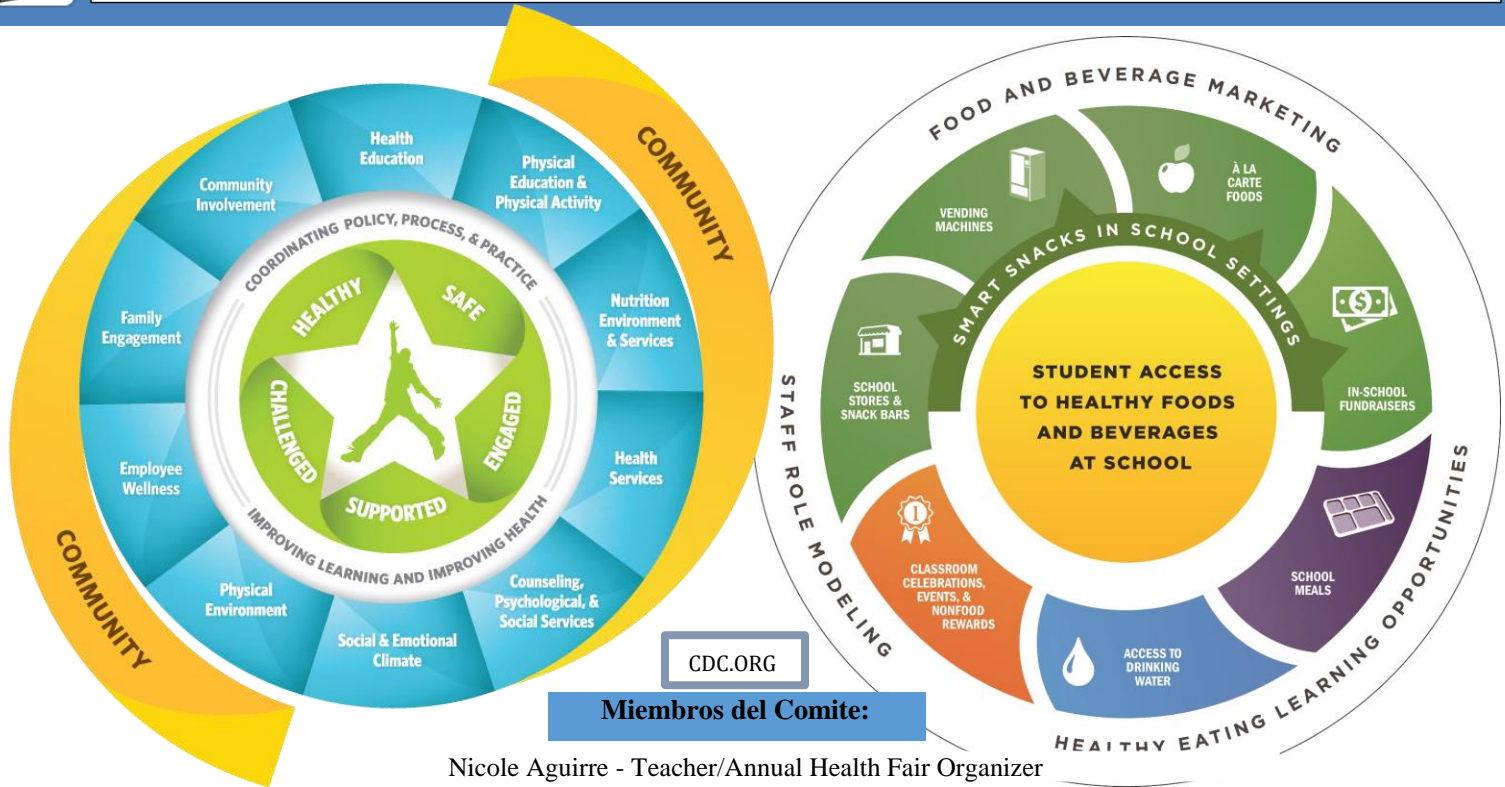 COMMUNITY
Health
Education
Physical
Education &
Physical Activity
Nutrition
Environment
& Services
Health
Services
Counseling,
Psychological, &
Social Services
Social & Emotional
Climate
Physical
Environment
Employee
Wellness
Family
Engagement
Community
Involvement
COMMUNITY
COORDINATING POLICY, PROCESS, & PRACTICE
IMPROVING LEARNING AND IMPROVING HEALTH
HEALTHY
SAFE
ENGAGED
SUPPORTED
CHALLENGED
FOOD AND BEVERAGE MARKETING
HEALTHY EATING LEARNING OPPORTUNITIES
STAFF ROLE MODELING
SMART SNACKS IN SCHOOL SETTINGS
VENDING
MACHINES
À LA
CARTE
FOODS
IN-SCHOOL
FUNDRAISERS
SCHOOL
MEALS
ACCESS TO
DRINKING
WATER
CLASSROOM
CELEBRATIONS,
EVENTS, &
NONFOOD
REWARDS
SCHOOL
STORES &
SNACK BARS
STUDENT ACCESS
TO HEALTHY FOODS
AND BEVERAGES
AT SCHOOL
CDC.ORG
Miembros del Comite:
Nicole Aguirre - Teacher/Annual Health Fair Organizer